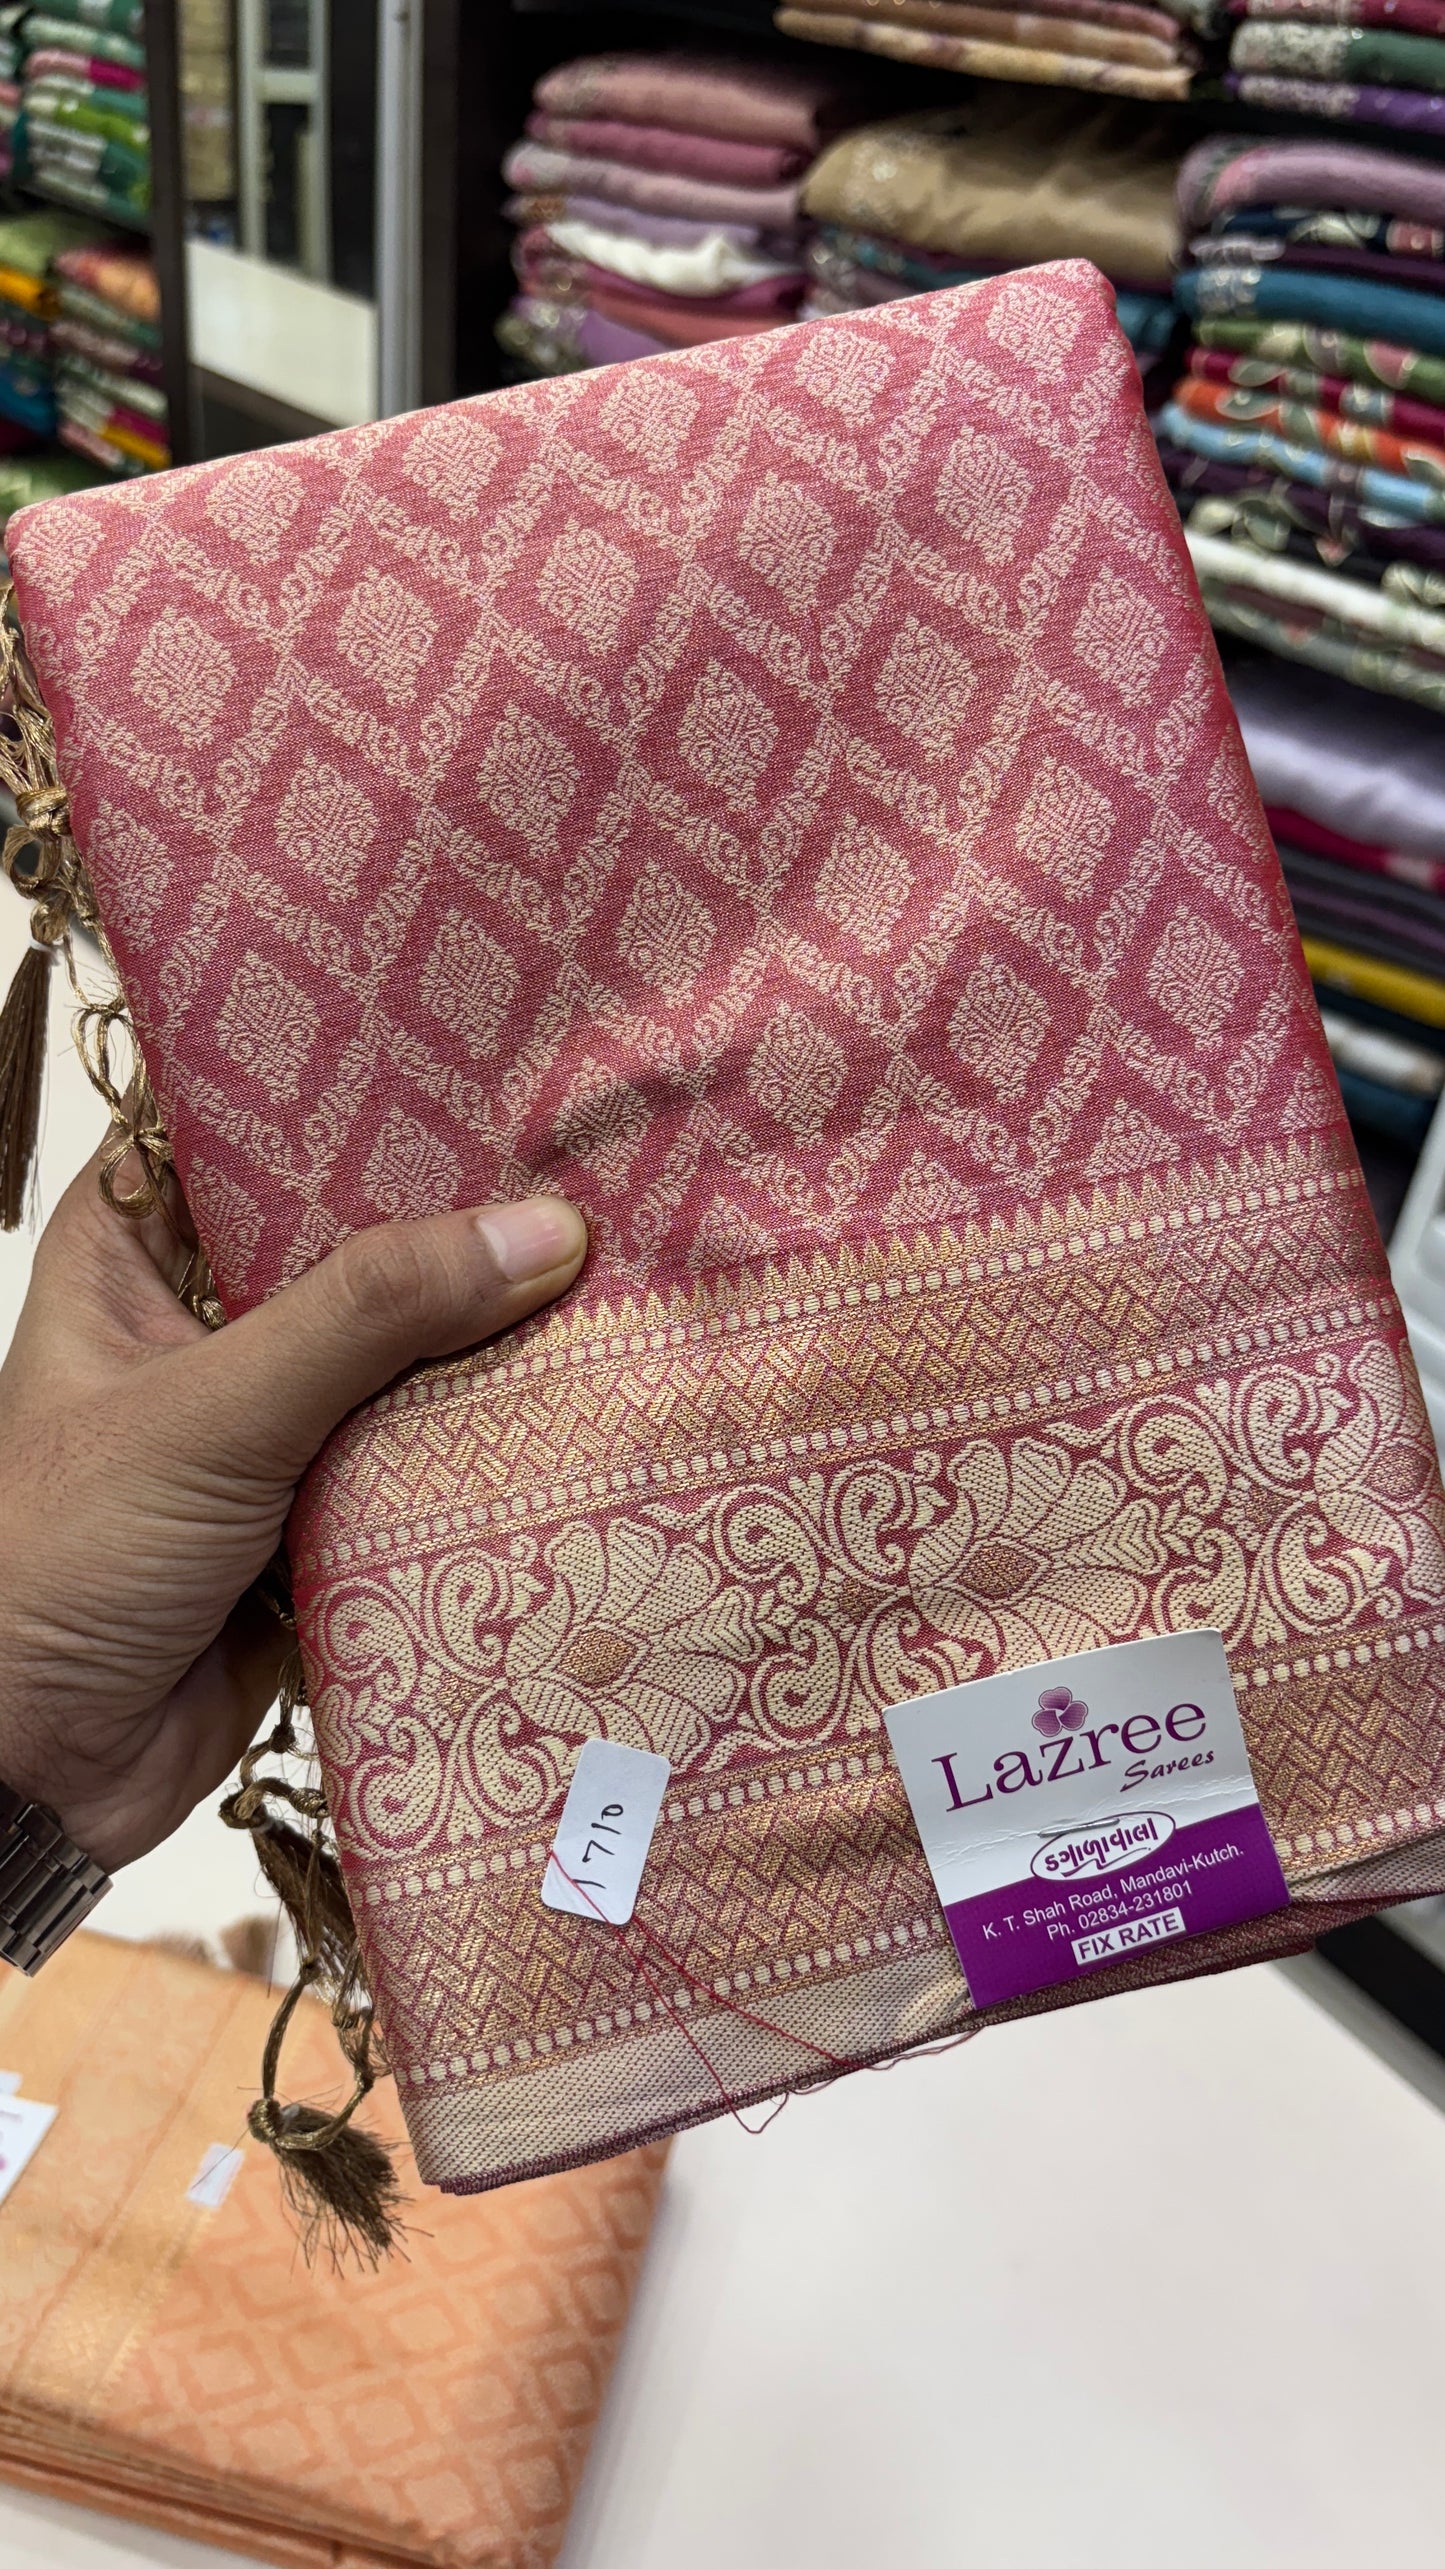 1710
Lazree
Sarees
ડગાળાવાલા
K. T. Shah Road, Mandavi-Kutch.
Ph. 02834-231801
FIX RATE